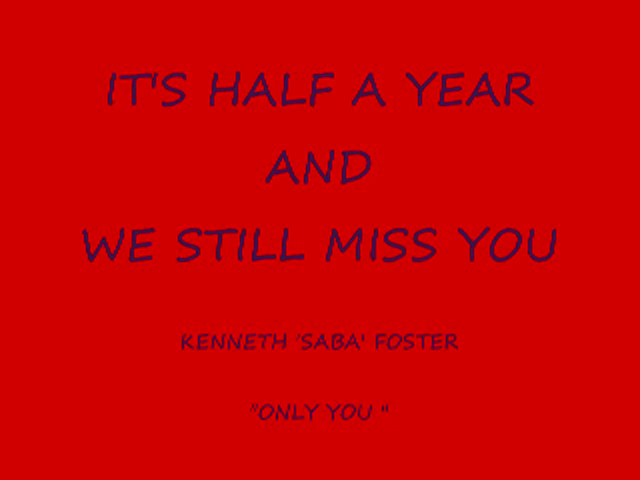 IT'S HALF A YEAR
AND
WE STILL MISS YOU
KENNETH 'SABA' FOSTER
"ONLY YOU "